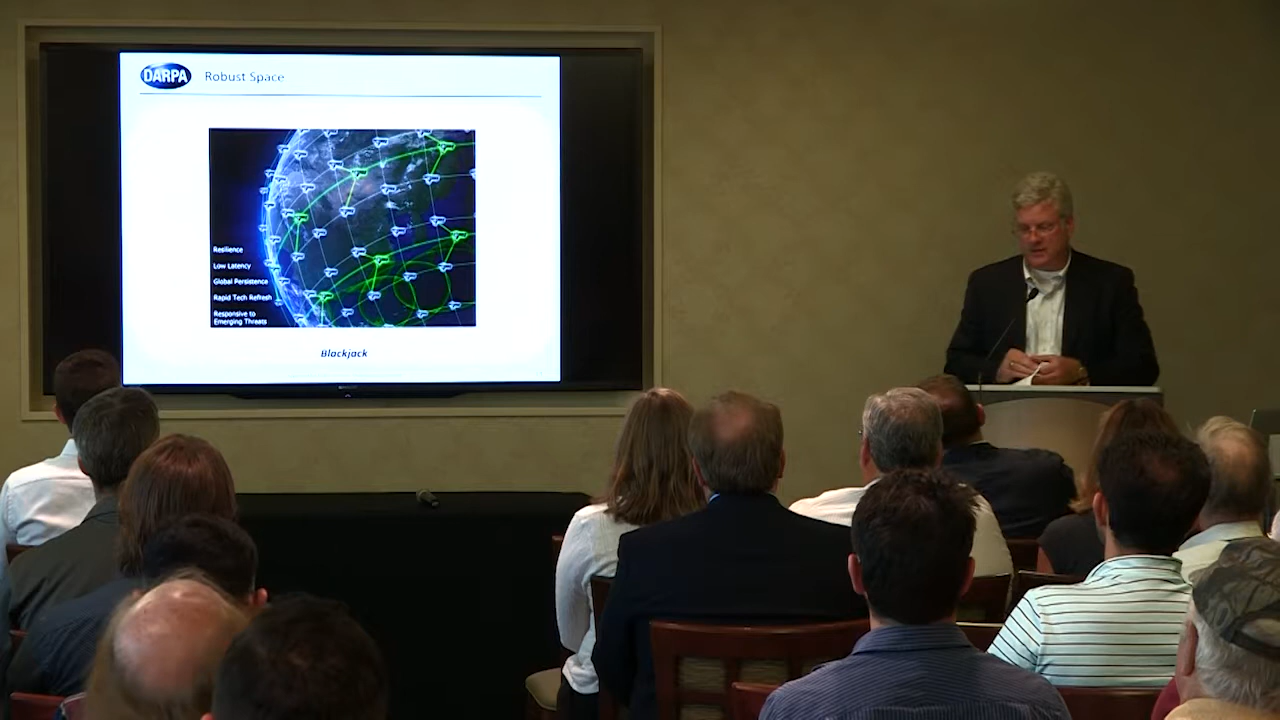 DARPA
Robust Space
Resilience
Low Latency
Global Persistence
Rapid Tech Refresh
Responsive to
Emerging Threats
Blackjack